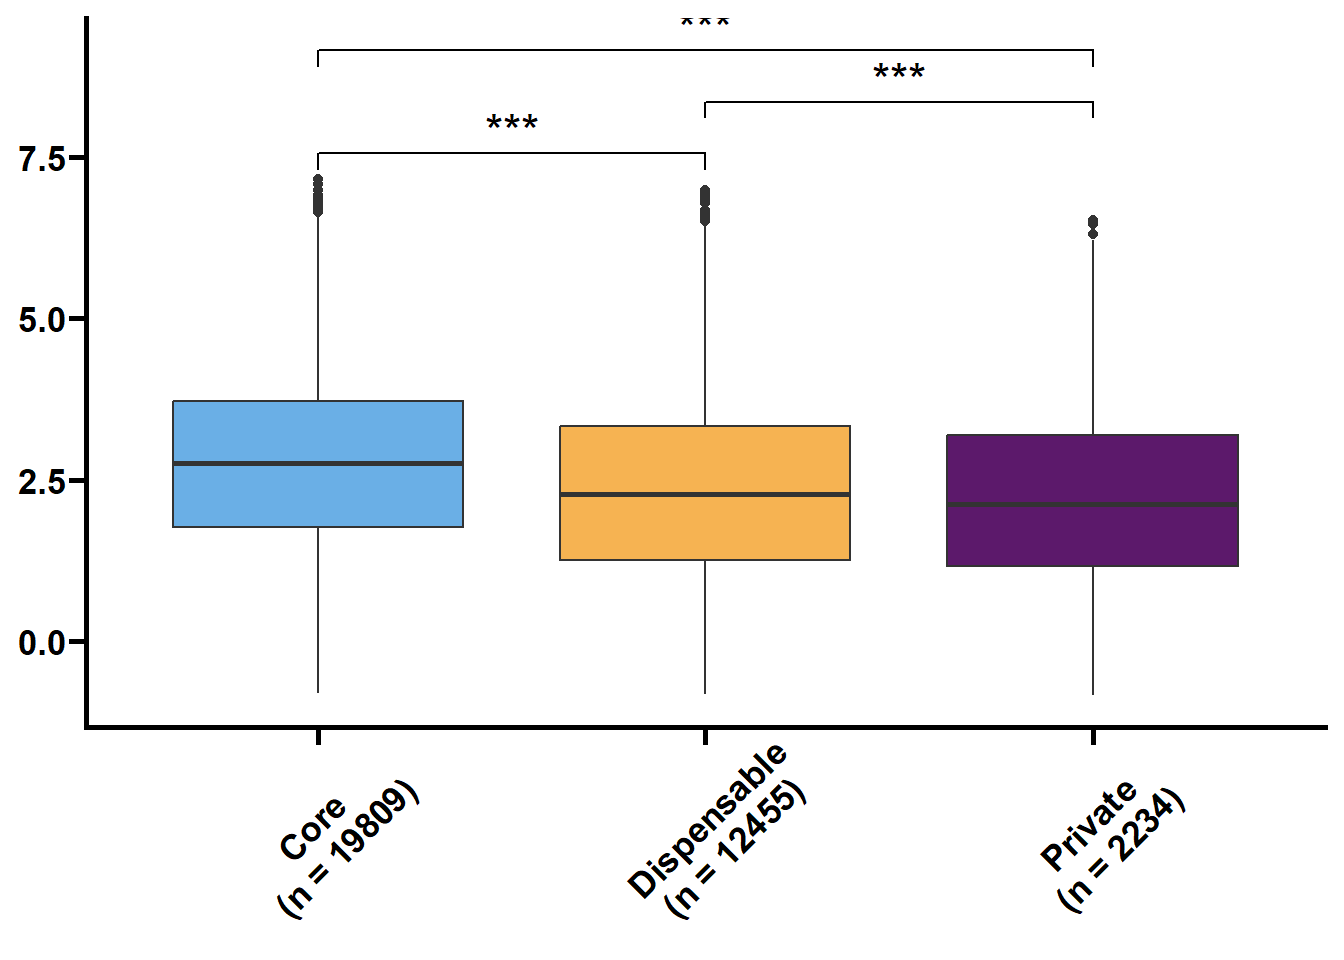 ***
***
***
7.5
5.0
2.5
0.0
Core
(n = 19809)
Dispensable
(n = 12455)
Private
(n = 2234)